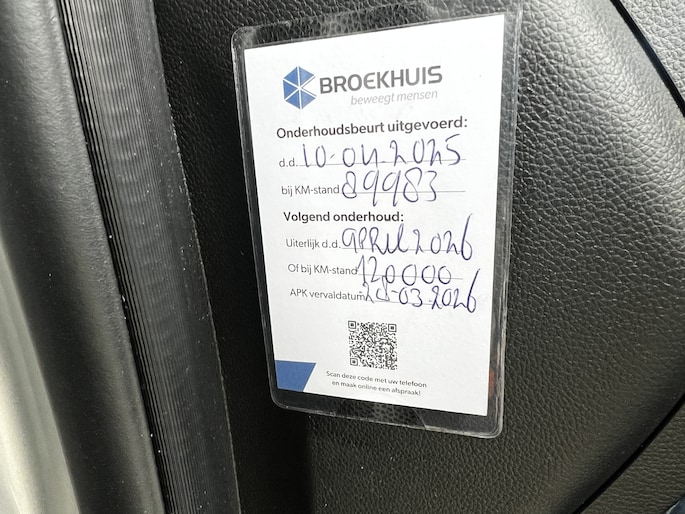 BROEKHUIS
beweegt mensen
Onderhoudsbeurt uitgevoerd:
d.d. 10-04-2025
bij KM-stand 89983
Volgend onderhoud:
Uiterlijk d.d. APRIL 2026
Of bij KM-stand 120000
APK vervaldatum 20-03-2026
Scan deze code met uw telefoon
en maak online een afspraak!